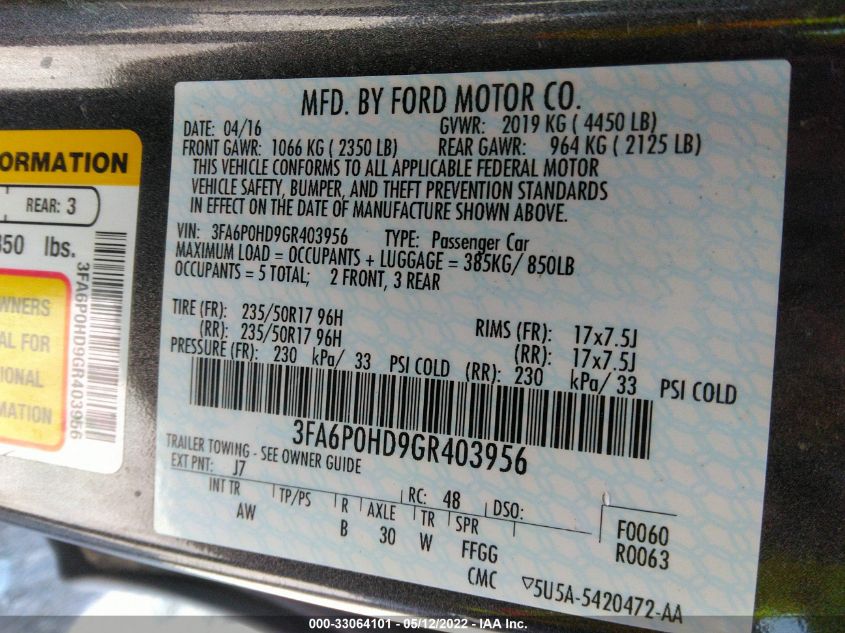 MFD. BY FORD MOTOR CO.
DATE: 04/16 GVWR: 2019 KG ( 4450 LB)
FRONT GAWR: 1066 KG ( 2350 LB) REAR GAWR: 964 KG ( 2125 LB)
THIS VEHICLE CONFORMS TO ALL APPLICABLE FEDERAL MOTOR
VEHICLE SAFETY, BUMPER, AND THEFT PREVENTION STANDARDS
IN EFFECT ON THE DATE OF MANUFACTURE SHOWN ABOVE.
VIN: 3FA6P0HD9GR403956 TYPE: Passenger Car
MAXIMUM LOAD = OCCUPANTS + LUGGAGE = 385KG/ 850LB
OCCUPANTS = 5 TOTAL; 2 FRONT, 3 REAR
TIRE (FR): 235/50R17 96H RIMS (FR): 17x7.5J
(RR): 235/50R17 96H (RR): 17x7.5J
PRESSURE (FR): 230 kPa/ 33 PSI COLD (RR): 230 kPa/ 33 PSI COLD
3FA6P0HD9GR403956
TRAILER TOWING - SEE OWNER GUIDE
EXT PNT: J7 RC: 48 DSO:
INT TR TP/PS R AXLE TR SPR F0060
AW B 30 W FFGG R0063
CMC ▽5U5A-5420472-AA
ORMATION
REAR: 3
850 lbs.
3FA6P0HD9GR403956
WNERS
AL FOR
IONAL
MATION
000-33064101 - 05/12/2022 - IAA Inc.